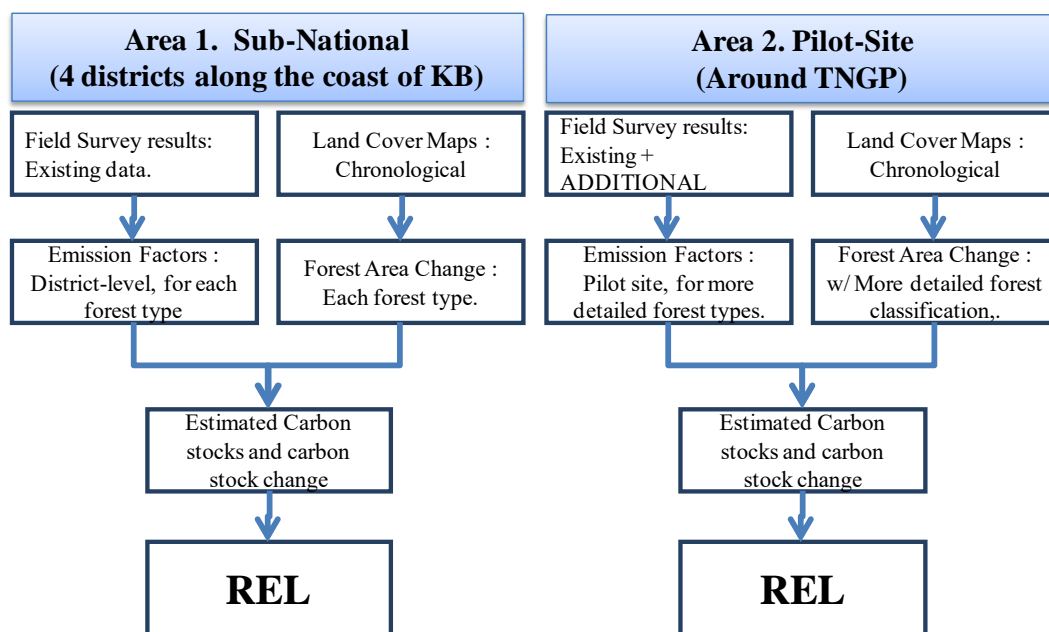 Area 1.  Sub-National
(4 districts along the coast of KB)
Field Survey results:
Existing data.
Land Cover Maps :
Chronological
Emission Factors :
District-level, for each
forest type
Forest Area Change :
Each forest type.
Estimated Carbon
stocks and carbon
stock change
REL
Area 2. Pilot-Site
(Around TNGP)
Field Survey results:
Existing +
ADDITIONAL
Land Cover Maps :
Chronological
Emission Factors :
Pilot site, for more
detailed forest types.
Forest Area Change :
w/ More detailed forest
classification,.
Estimated Carbon
stocks and carbon
stock change
REL